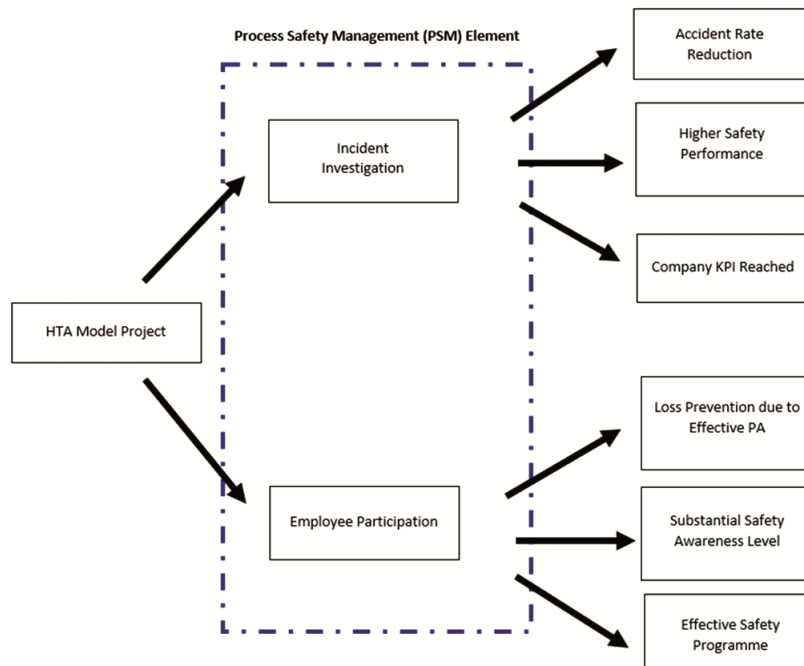 Process Safety Management (PSM) Element
Accident Rate
Reduction
Incident
Investigation
Higher Safety
Performance
Company KPI Reached
HTA Model Project
Loss Prevention due to
Effective PA
Employee Participation
Substantial Safety
Awareness Level
Effective Safety
Programme